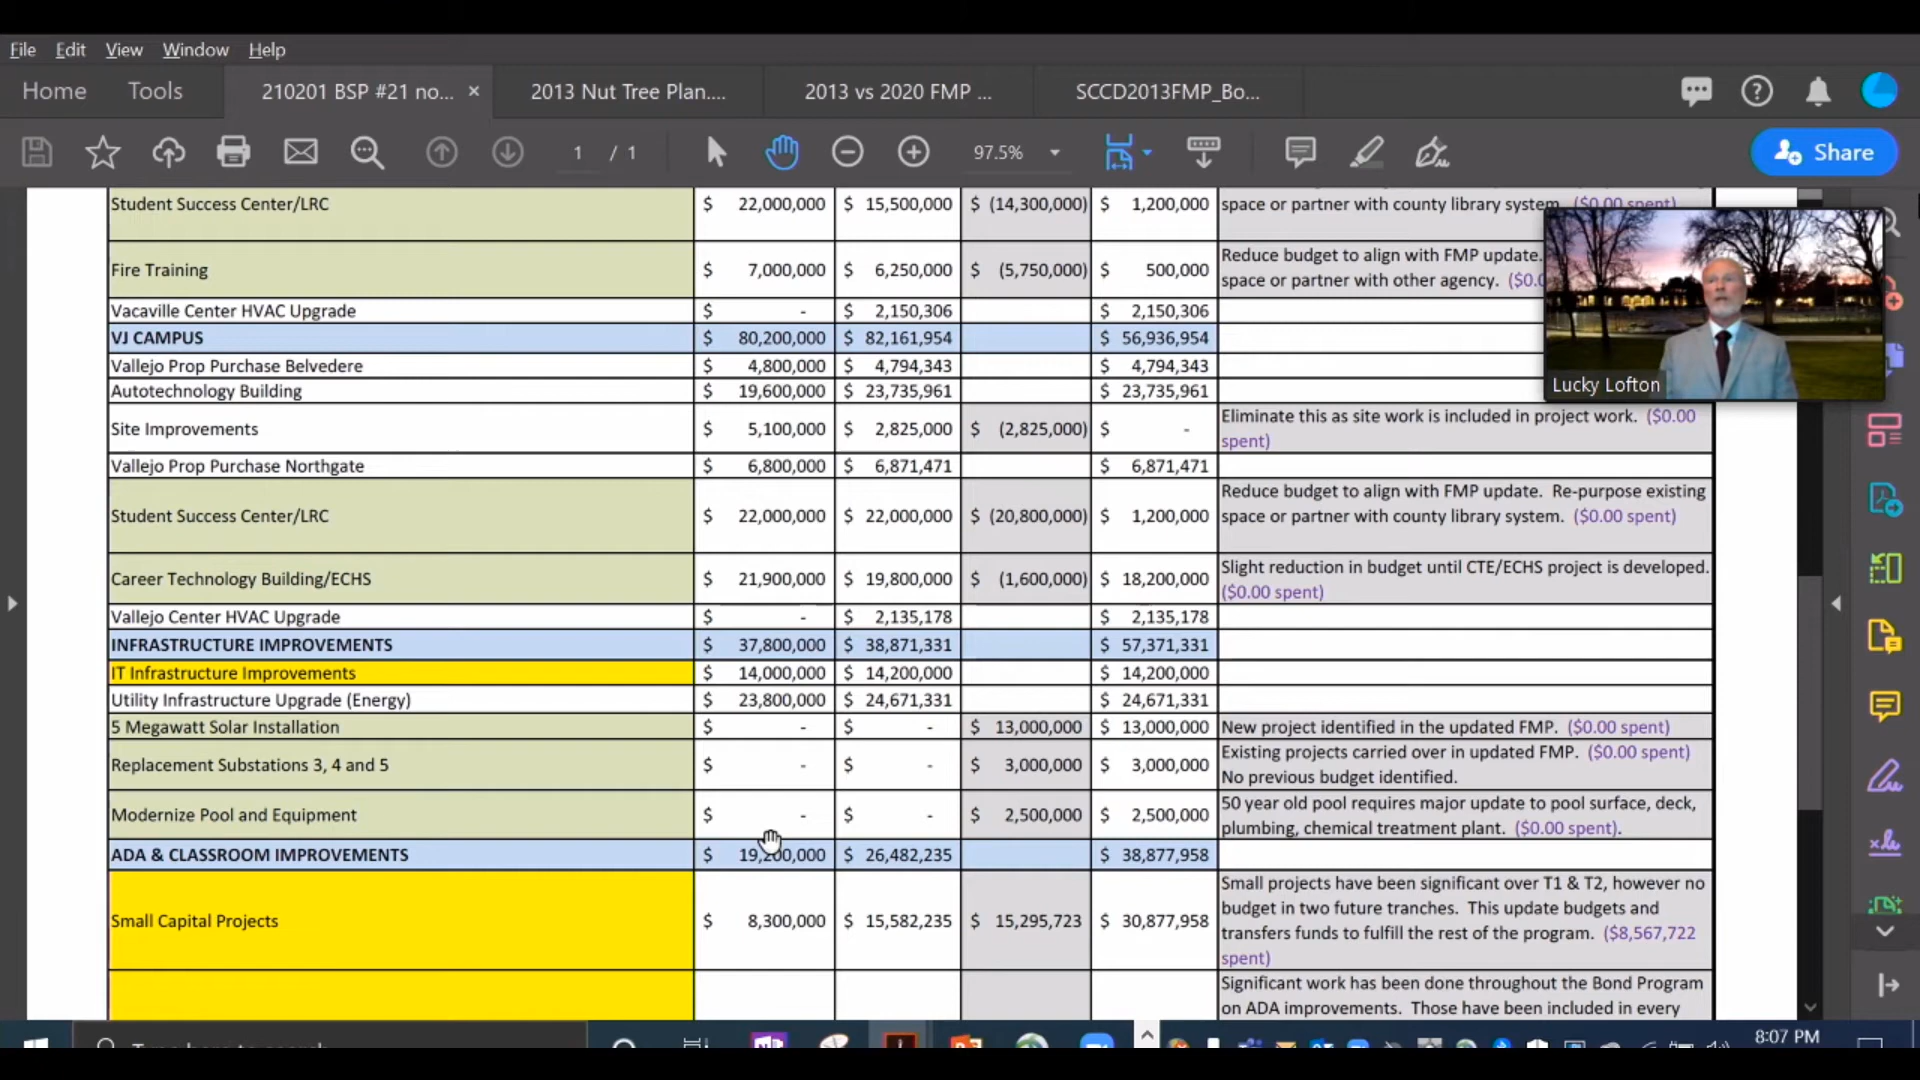 File Edit View Window Help
Home Tools 210201 BSP #21 no... × 2013 Nut Tree Plan.... 2013 vs 2020 FMP ... SCCD2013FMP_Bo...
1 / 1 97.5% Share
Student Success Center/LRC $ 22,000,000 $ 15,500,000 $ (14,300,000) $ 1,200,000 space or partner with county library system. ($0.00 spent)
Fire Training $ 7,000,000 $ 6,250,000 $ (5,750,000) $ 500,000 Reduce budget to align with FMP update.
space or partner with other agency. ($0.0
Vacaville Center HVAC Upgrade $ - $ 2,150,306 $ 2,150,306
VJ CAMPUS $ 80,200,000 $ 82,161,954 $ 56,936,954
Vallejo Prop Purchase Belvedere $ 4,800,000 $ 4,794,343 $ 4,794,343
Lucky Lofton
Autotechnology Building $ 19,600,000 $ 23,735,961 $ 23,735,961
Site Improvements $ 5,100,000 $ 2,825,000 $ (2,825,000) $ - Eliminate this as site work is included in project work. ($0.00
spent)
Vallejo Prop Purchase Northgate $ 6,800,000 $ 6,871,471 $ 6,871,471
Student Success Center/LRC $ 22,000,000 $ 22,000,000 $ (20,800,000) $ 1,200,000 Reduce budget to align with FMP update. Re-purpose existing
space or partner with county library system. ($0.00 spent)
Career Technology Building/ECHS $ 21,900,000 $ 19,800,000 $ (1,600,000) $ 18,200,000 Slight reduction in budget until CTE/ECHS project is developed.
($0.00 spent)
Vallejo Center HVAC Upgrade $ - $ 2,135,178 $ 2,135,178
INFRASTRUCTURE IMPROVEMENTS $ 37,800,000 $ 38,871,331 $ 57,371,331
IT Infrastructure Improvements $ 14,000,000 $ 14,200,000 $ 14,200,000
Utility Infrastructure Upgrade (Energy) $ 23,800,000 $ 24,671,331 $ 24,671,331
5 Megawatt Solar Installation $ - $ - $ 13,000,000 $ 13,000,000 New project identified in the updated FMP. ($0.00 spent)
Replacement Substations 3, 4 and 5 $ - $ - $ 3,000,000 $ 3,000,000 Existing projects carried over in updated FMP. ($0.00 spent)
No previous budget identified.
Modernize Pool and Equipment $ - $ - $ 2,500,000 $ 2,500,000 50 year old pool requires major update to pool surface, deck,
plumbing, chemical treatment plant. ($0.00 spent).
ADA & CLASSROOM IMPROVEMENTS $ 19,200,000 $ 26,482,235 $ 38,877,958
Small Capital Projects $ 8,300,000 $ 15,582,235 $ 15,295,723 $ 30,877,958 Small projects have been significant over T1 & T2, however no
budget in two future tranches. This update budgets and
transfers funds to fulfill the rest of the program. ($8,567,722
spent)
Significant work has been done throughout the Bond Program
on ADA improvements. Those have been included in every
8:07 PM